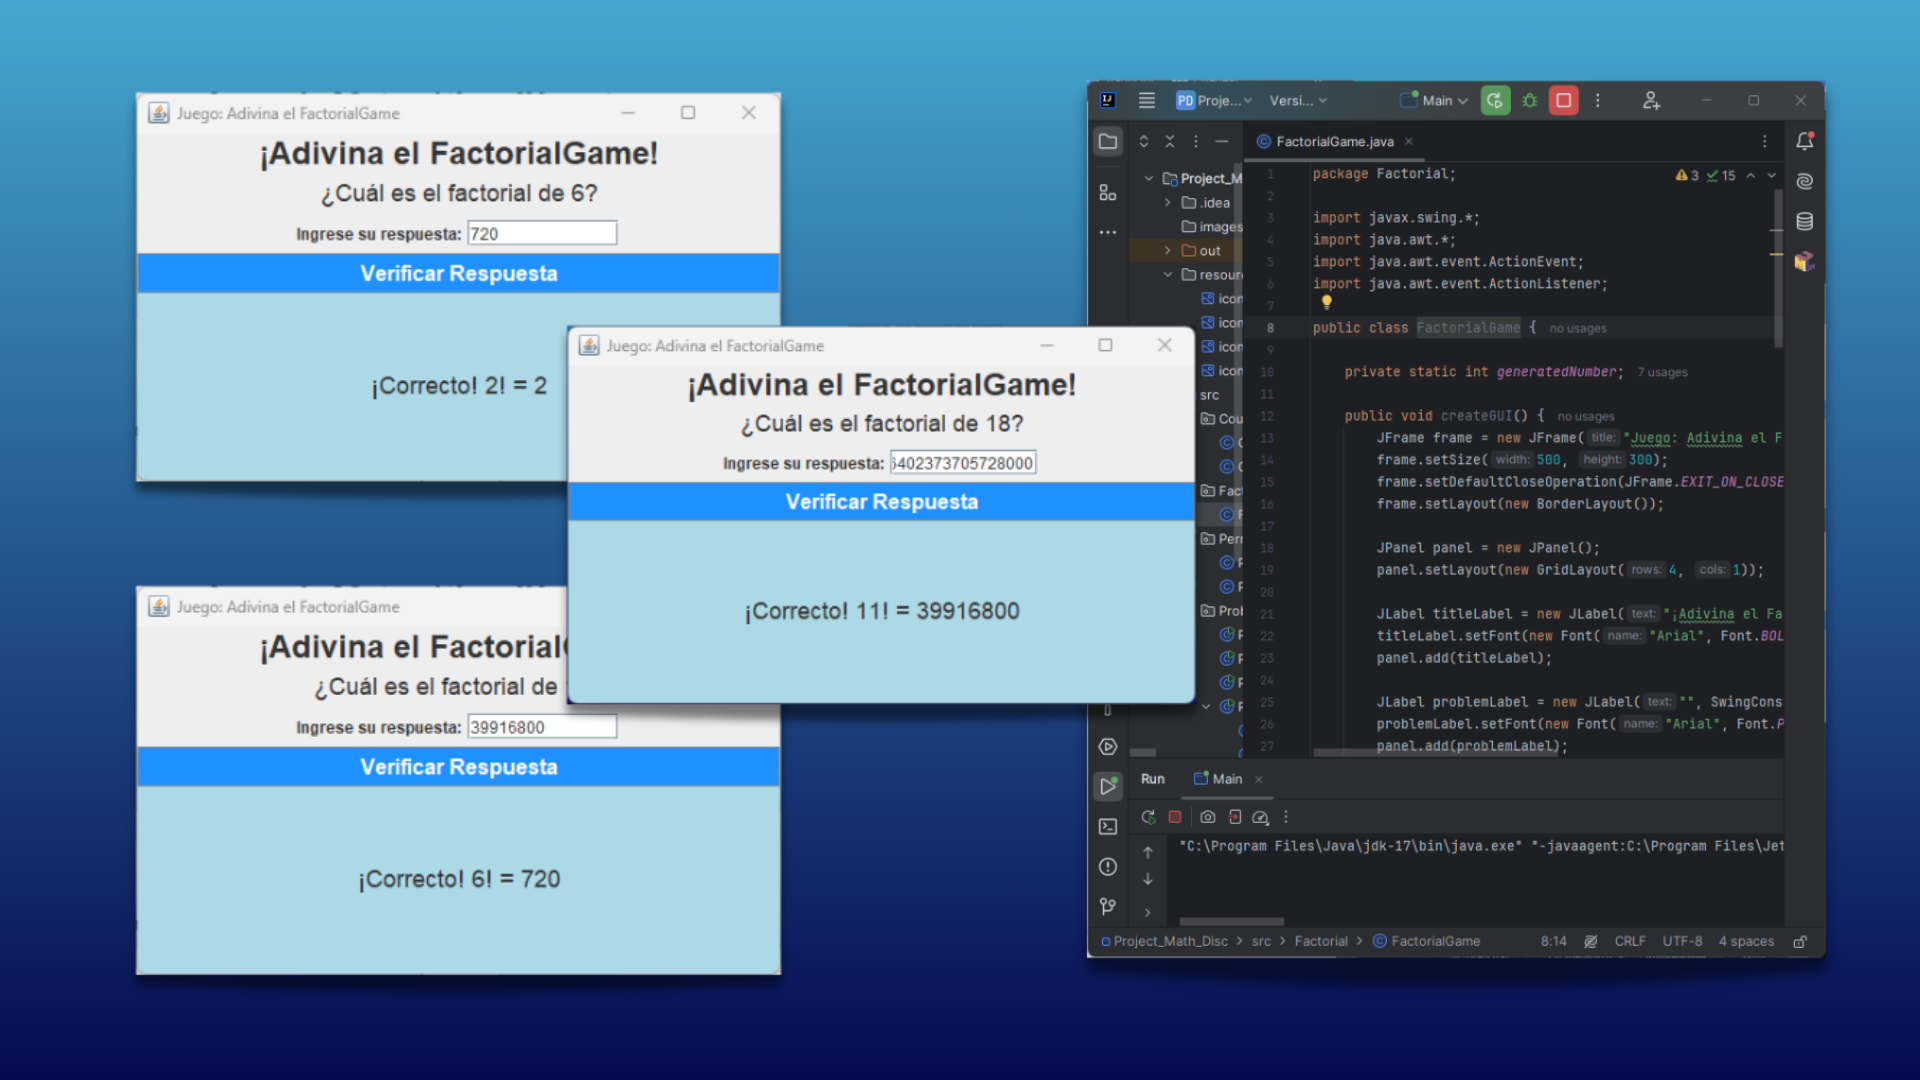 Juego: Adivina el FactorialGame
¡Adivina el FactorialGame!
¿Cuál es el factorial de 6?
Ingrese su respuesta: 720
Verificar Respuesta
¡Correcto! 2! = 2
Juego: Adivina el FactorialGame
¡Adivina el FactorialGame!
¿Cuál es el factorial de 18?
Ingrese su respuesta: 6402373705728000
Verificar Respuesta
¡Correcto! 11! = 39916800
Juego: Adivina el FactorialGame
¡Adivina el Factorial
¿Cuál es el factorial de
Ingrese su respuesta: 39916800
Verificar Respuesta
¡Correcto! 6! = 720
PD Proje... Versi... Main
FactorialGame.java
Project_M
.idea
images
out
resour
icon
icon
icon
icon
src
Cou
Fact
Per
Prob
3 15
1 package Factorial;
2
3 import javax.swing.*;
4 import java.awt.*;
5 import java.awt.event.ActionEvent;
6 import java.awt.event.ActionListener;
7
8 public class FactorialGame { no usages
9
10 private static int generatedNumber; 7 usages
11
12 public void createGUI() { no usages
13 JFrame frame = new JFrame( title: "Juego: Adivina el F
14 frame.setSize( width: 500, height: 300);
15 frame.setDefaultCloseOperation(JFrame.EXIT_ON_CLOSE
16 frame.setLayout(new BorderLayout());
17
18 JPanel panel = new JPanel();
19 panel.setLayout(new GridLayout( rows: 4, cols: 1));
20
21 JLabel titleLabel = new JLabel( text: "¡Adivina el Fa
22 titleLabel.setFont(new Font( name: "Arial", Font.BOL
23 panel.add(titleLabel);
24
25 JLabel problemLabel = new JLabel( text: "", SwingCons
26 problemLabel.setFont(new Font( name: "Arial", Font.P
27 panel.add(problemLabel);
Run Main
"C:\Program Files\Java\jdk-17\bin\java.exe" "-javaagent:C:\Program Files\Jet
Project_Math_Disc > src > Factorial > FactorialGame 8:14 CRLF UTF-8 4 spaces